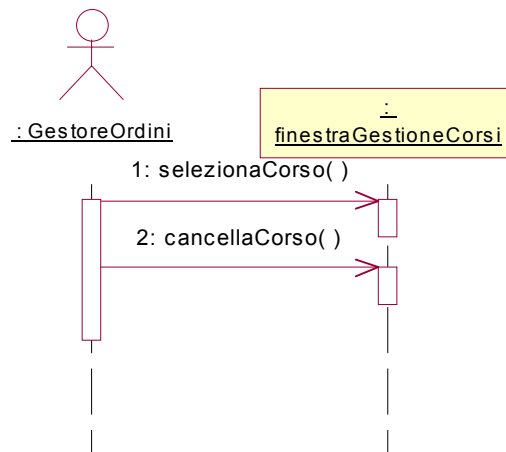 : GestoreOrdini
:
finestraGestioneCorsi
1: selezionaCorso( )
2: cancellaCorso( )